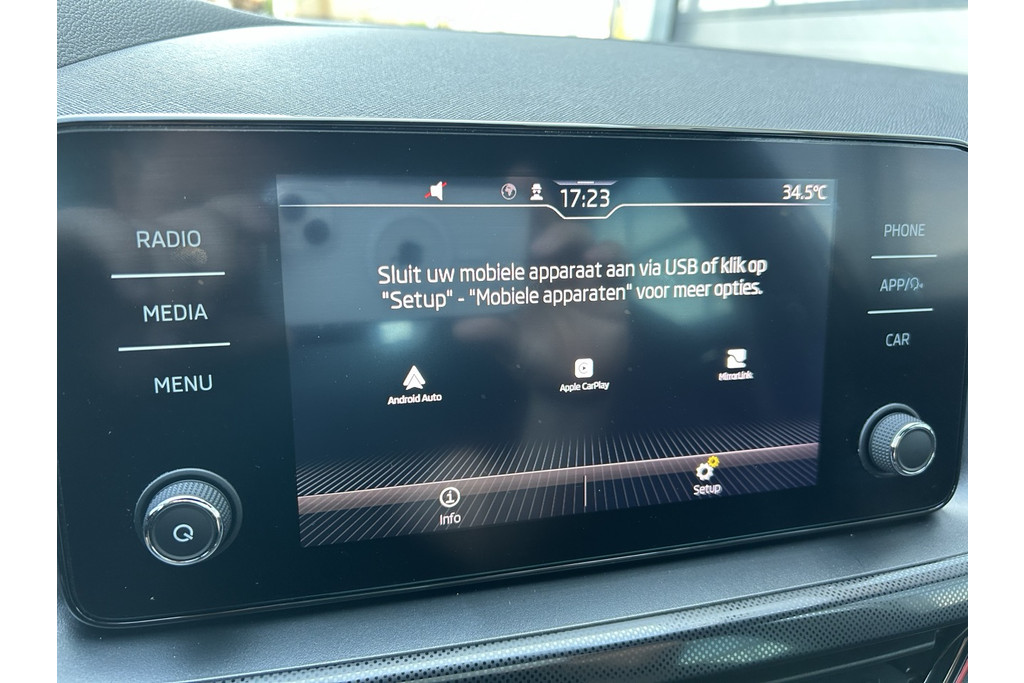 17:23
34.5°C
RADIO
MEDIA
MENU
Sluit uw mobiele apparaat aan via USB of klik op
"Setup" - "Mobiele apparaten" voor meer opties.
Android Auto
Apple CarPlay
MirrorLink
Info
Setup
PHONE
APP/
CAR